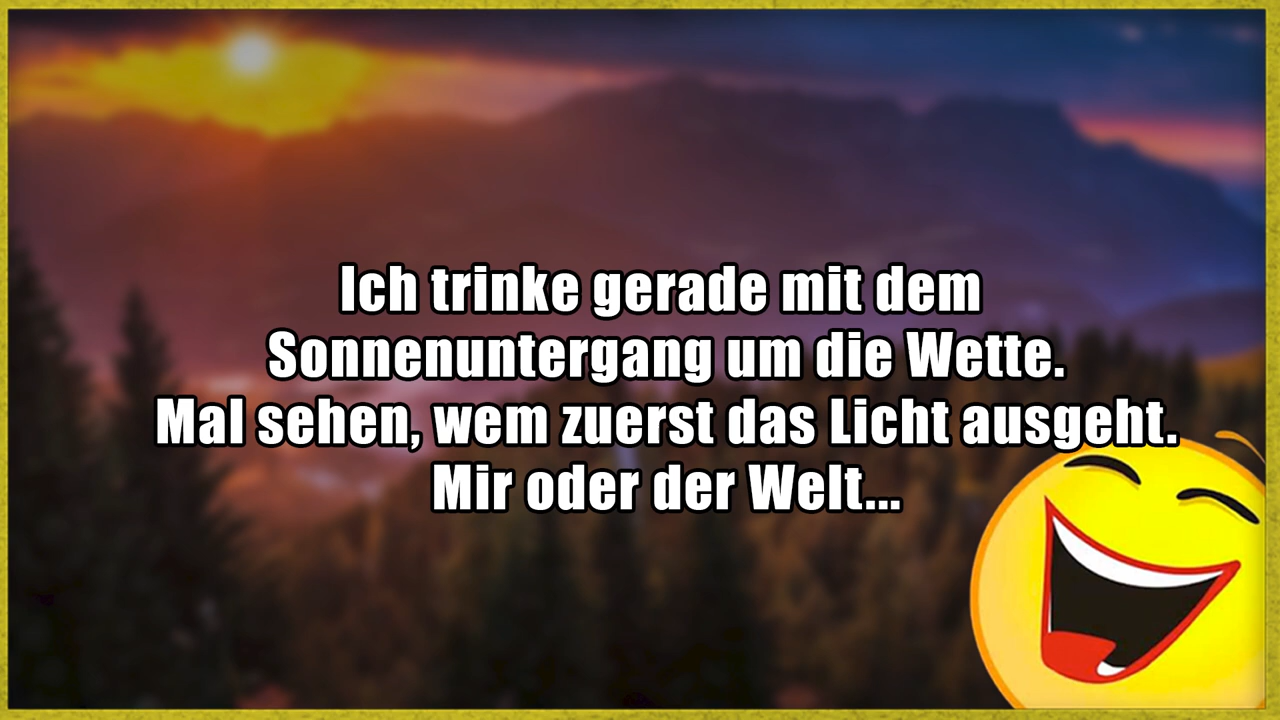 Ich trinke gerade mit dem
Sonnenuntergang um die Wette.
Mal sehen, wem zuerst das Licht ausgeht.
Mir oder der Welt...